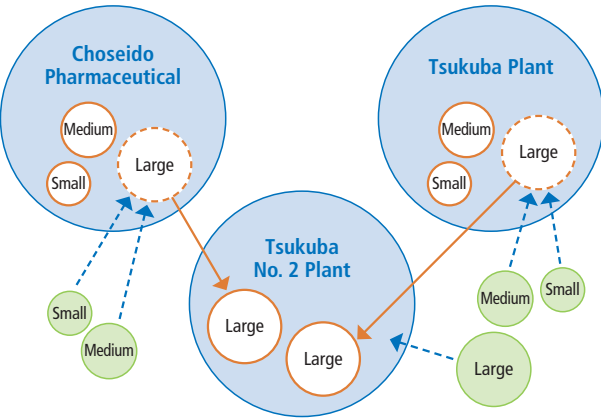 Choseido
Pharmaceutical
Medium
Large
Small
Small
Medium
Tsukuba Plant
Medium
Large
Small
Medium
Small
Large
Tsukuba
No. 2 Plant
Large
Large